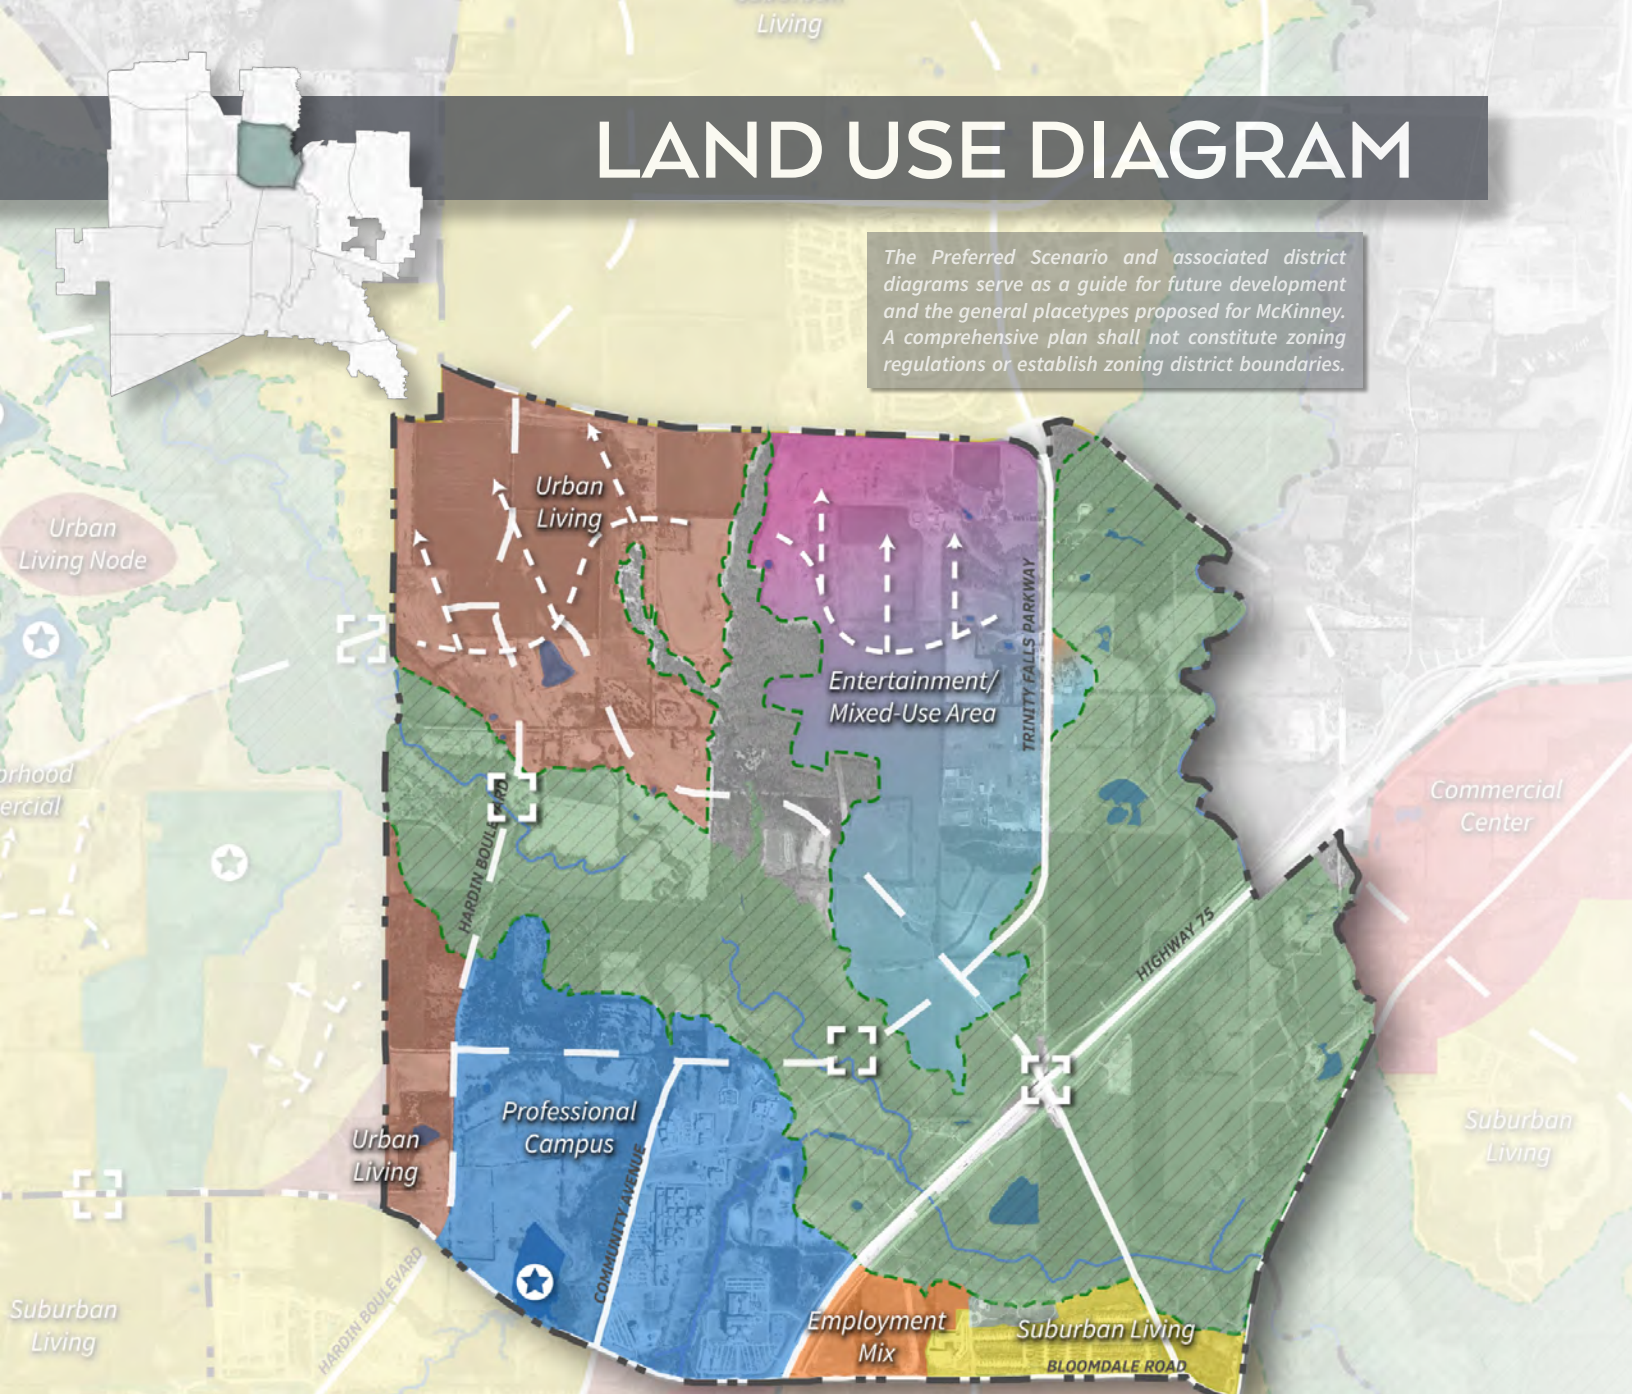 Living
LAND USE DIAGRAM
The Preferred Scenario and associated district
diagrams serve as a guide for future development
and the general placetypes proposed for McKinney.
A comprehensive plan shall not constitute zoning
regulations or establish zoning district boundaries.
Urban
Living
Urban
Living Node
TRINITY FALLS PARKWAY
Entertainment/
Mixed-Use Area
orhood
ercial
Commercial
Center
HARDIN BOULEVARD
HIGHWAY 75
Professional
Campus
Urban
Living
COMMUNITY AVENUE
Suburban
Living
HARDIN BOULEVARD
Suburban
Living
Employment
Mix
Suburban Living
BLOOMDALE ROAD